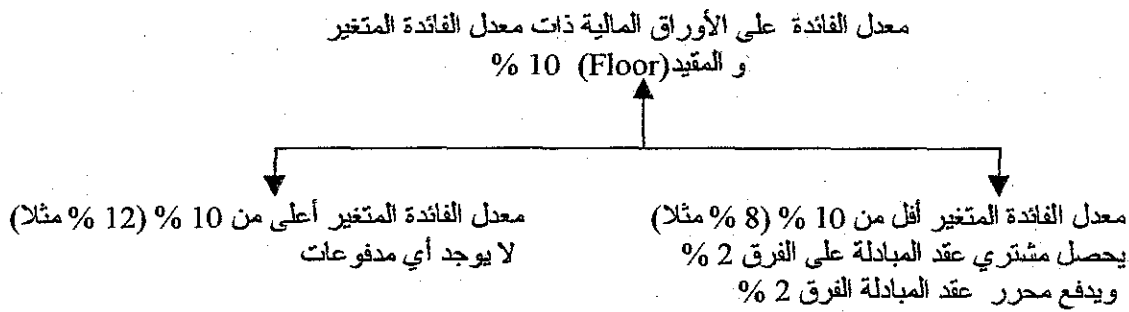 معدل الفائدة على الأوراق المالية ذات معدل الفائدة المتغير
و المقيد(Floor) 10 %
معدل الفائدة المتغير أقل من 10 % (8 % مثلا)
يحصل مشتري عقد المبادلة على الفرق 2 %
ويدفع محرر عقد المبادلة الفرق 2 %
معدل الفائدة المتغير أعلى من 10 % (12 % مثلا)
لا يوجد أي مدفوعات